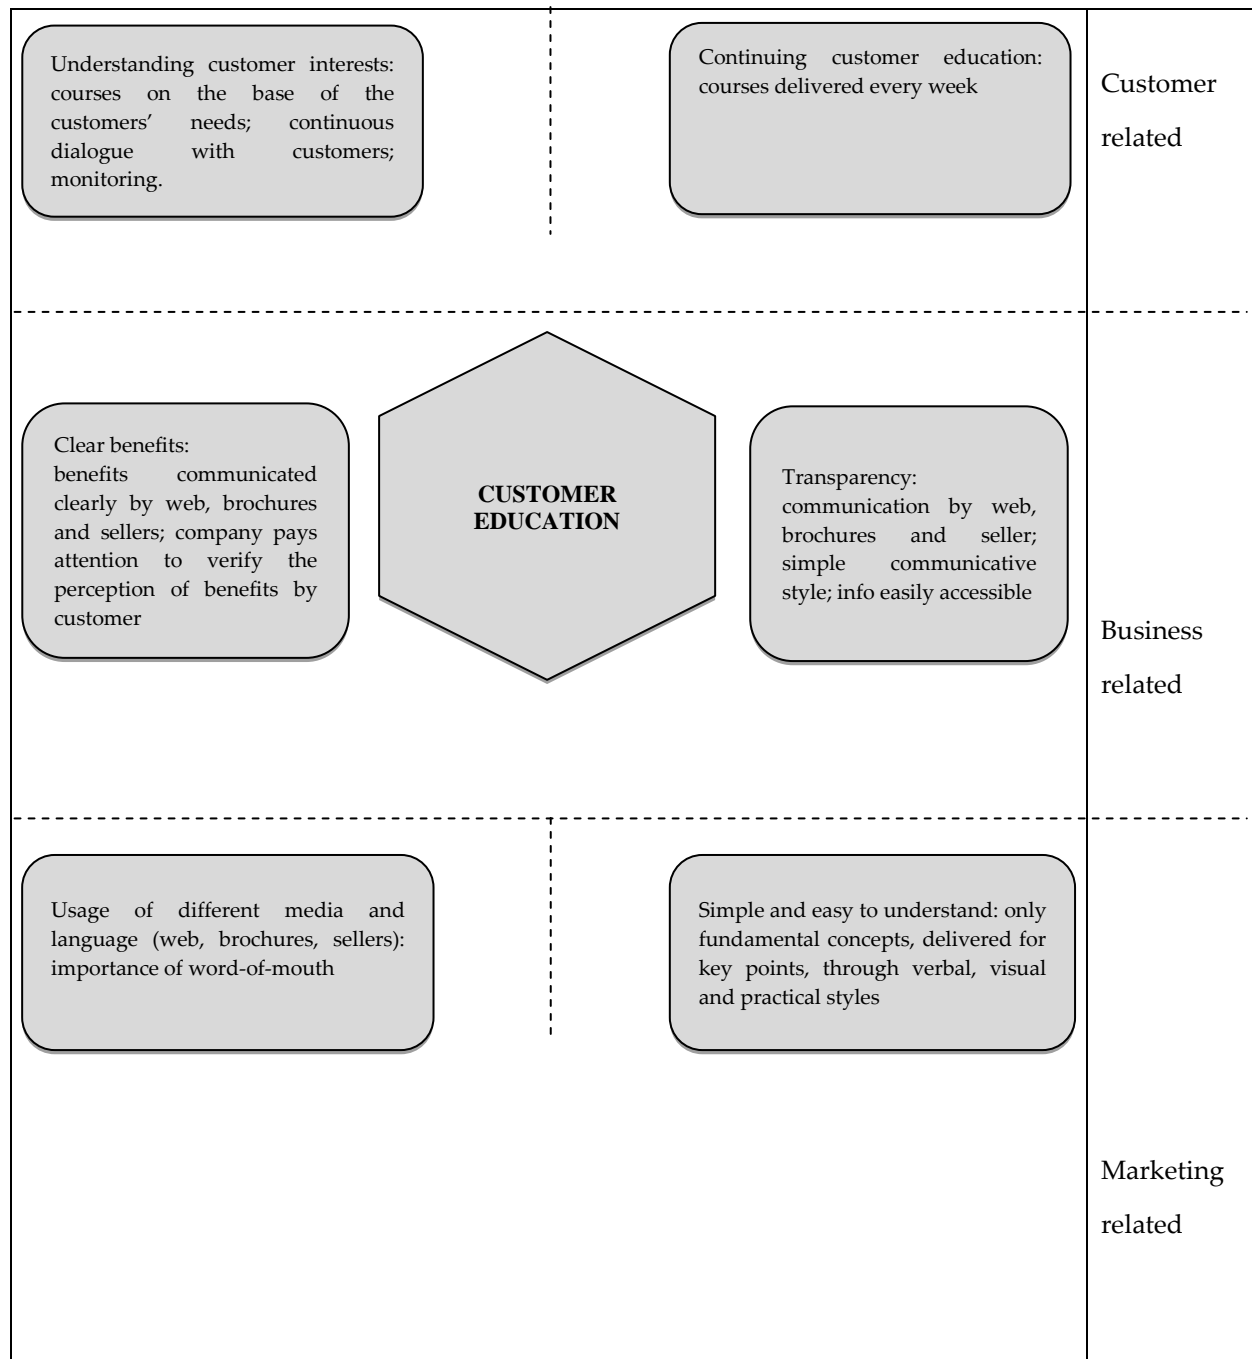 Understanding customer interests:
courses on the base of the
customers’ needs; continuous
dialogue with customers;
monitoring.
Continuing customer education:
courses delivered every week
Customer
related
Clear benefits:
benefits communicated
clearly by web, brochures
and sellers; company pays
attention to verify the
perception of benefits by
customer
CUSTOMER
EDUCATION
Transparency:
communication by web,
brochures and seller;
simple communicative
style; info easily accessible
Business
related
Usage of different media and
language (web, brochures, sellers):
importance of word-of-mouth
Simple and easy to understand: only
fundamental concepts, delivered for
key points, through verbal, visual
and practical styles
Marketing
related